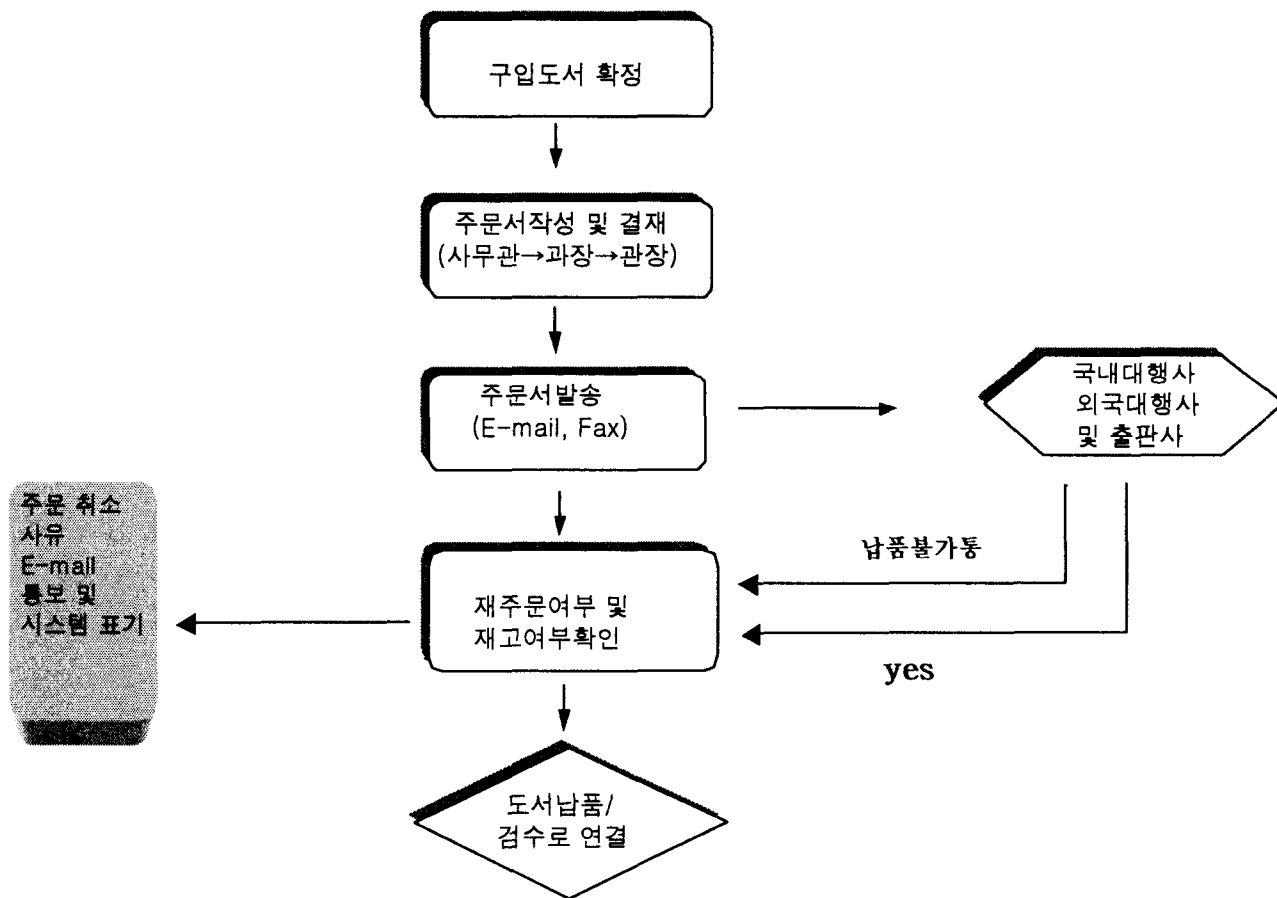 구입도서 확정
주문서작성 및 결재
(사무관→과장→관장)
주문서발송
(E-mail, Fax)
국내대행사
외국대행사
및 출판사
납품불가통
yes
재주문여부 및
재고여부확인
주문 취소
사유
E-mail
통보 및
시스템 표기
도서납품/
검수로 연결